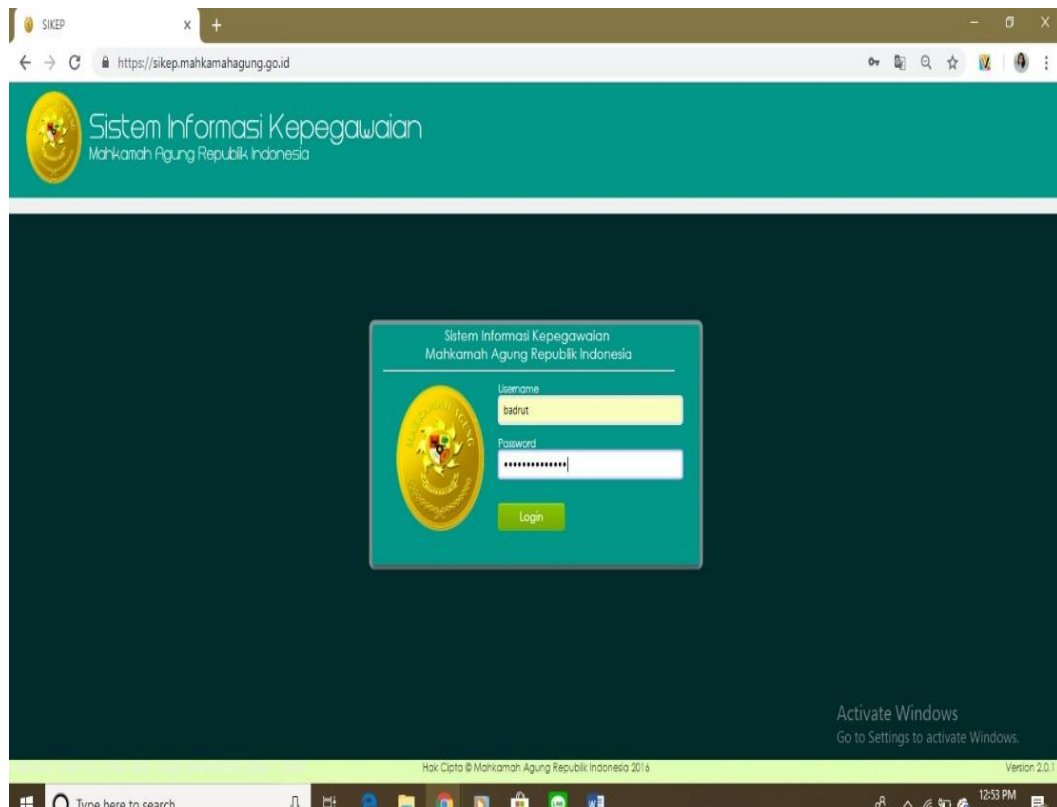 SIKEP
https://sikep.mahkamahagung.go.id
Sistem Informasi Kepegawaian
Mahkamah Agung Republik Indonesia
Sistem Informasi Kepegawaian
Mahkamah Agung Republik Indonesia
Username
badrut
Password
Login
MAHKAMAH AGUNG
Activate Windows
Go to Settings to activate Windows.
Hak Cipta © Mahkamah Agung Republik Indonesia 2016
Version 2.0.1
Type here to search
12:53 PM